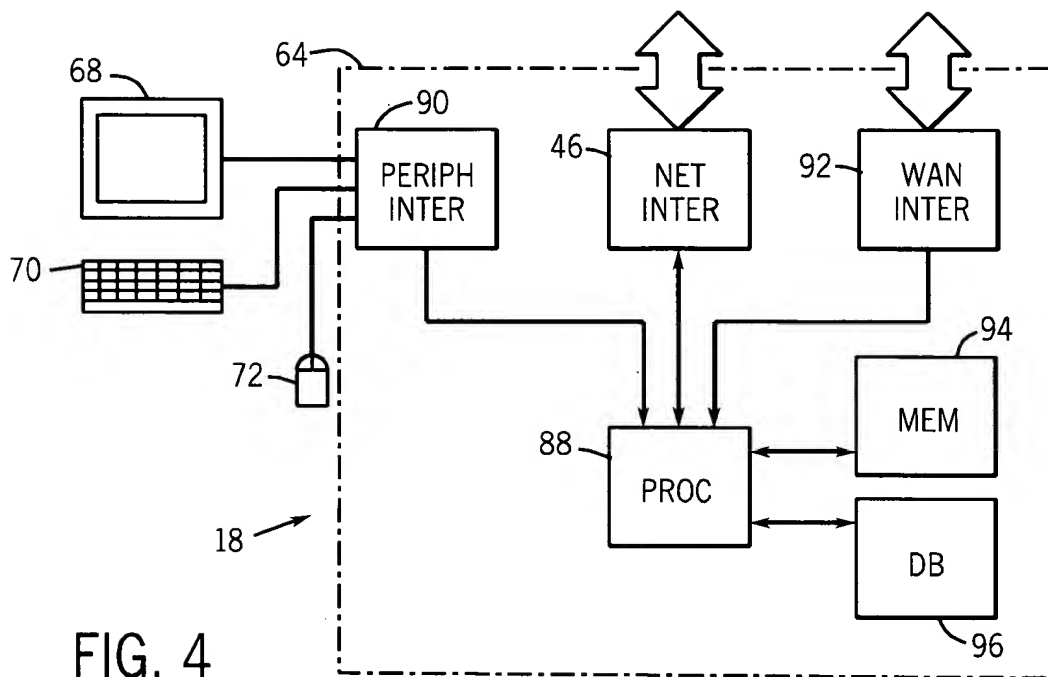 64
68
90
PERIPH
INTER
46
NET
INTER
92
WAN
INTER
70
72
94
MEM
88
PROC
18
DB
96
FIG. 4